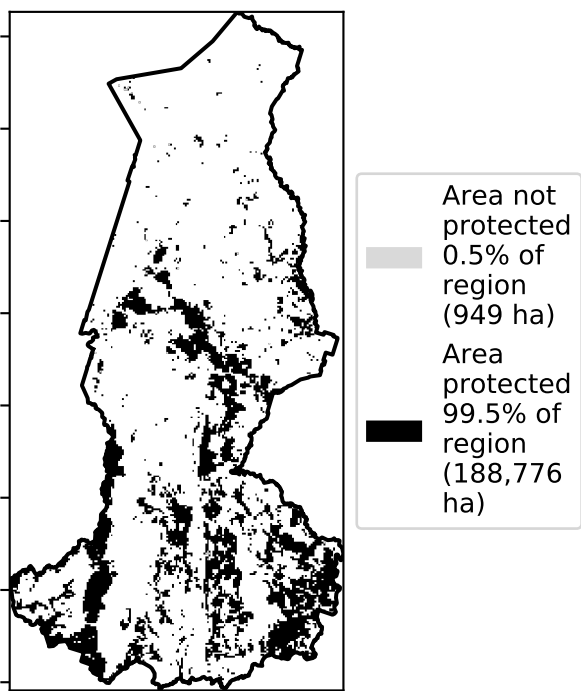 Area not
protected
0.5% of
region
(949 ha)
Area
protected
99.5% of
region
(188,776
ha)